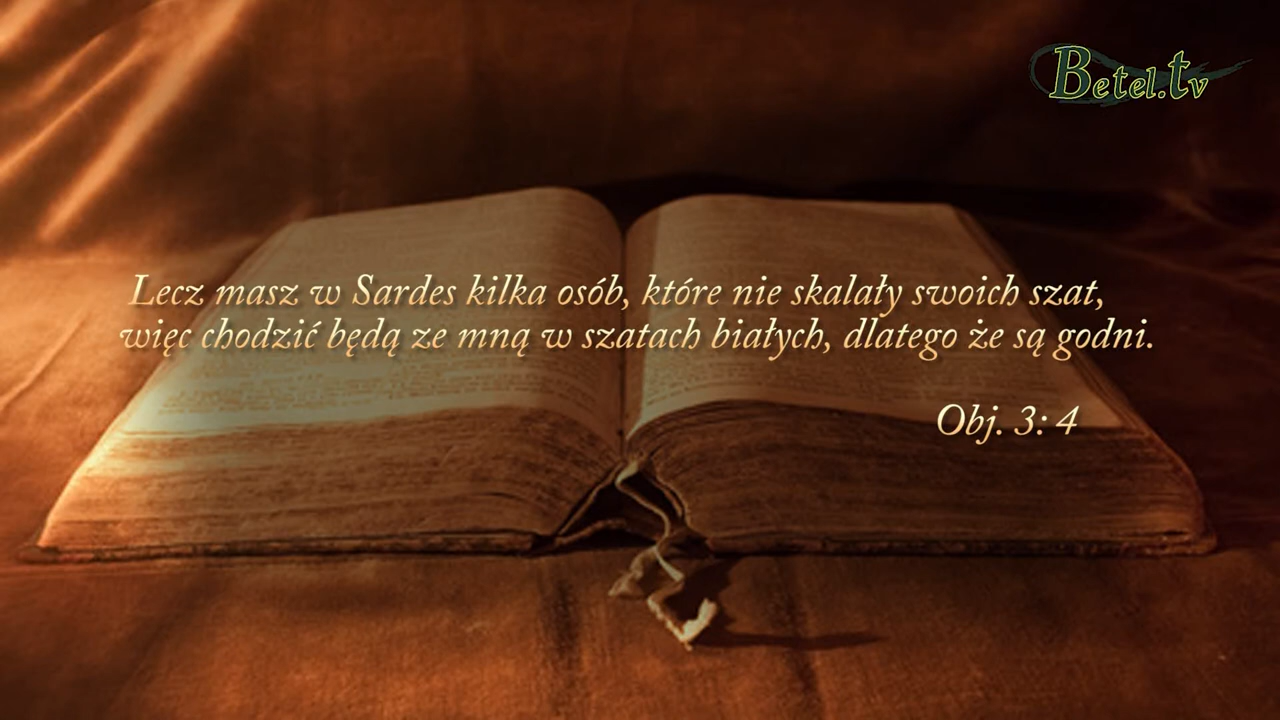 Betel.tv
Lecz masz w Sardes kilka osób, które nie skalały swoich szat,
więc chodzić będą ze mną w szatach białych, dlatego że są godni.
Obj. 3: 4